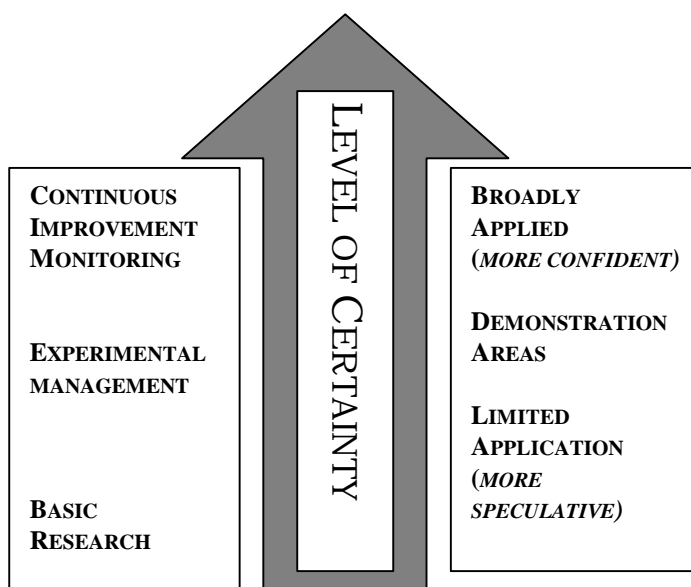 CONTINUOUS
IMPROVEMENT
MONITORING
EXPERIMENTAL
MANAGEMENT
BASIC
RESEARCH
LEVEL OF CERTAINTY
BROADLY
APPLIED
(MORE CONFIDENT)
DEMONSTRATION
AREAS
LIMITED
APPLICATION
(MORE
SPECULATIVE)